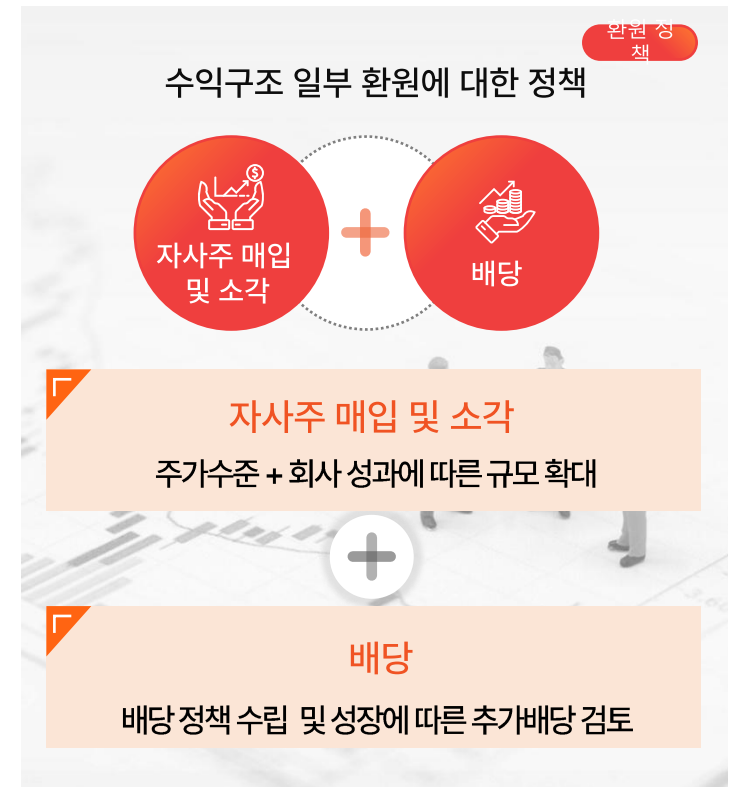 환원 정
책
수익구조 일부 환원에 대한 정책
자사주 매입
및 소각
배당
자사주 매입 및 소각
주가수준 + 회사 성과에 따른 규모 확대
배당
배당 정책 수립 및 성장에 따른 추가배당 검토